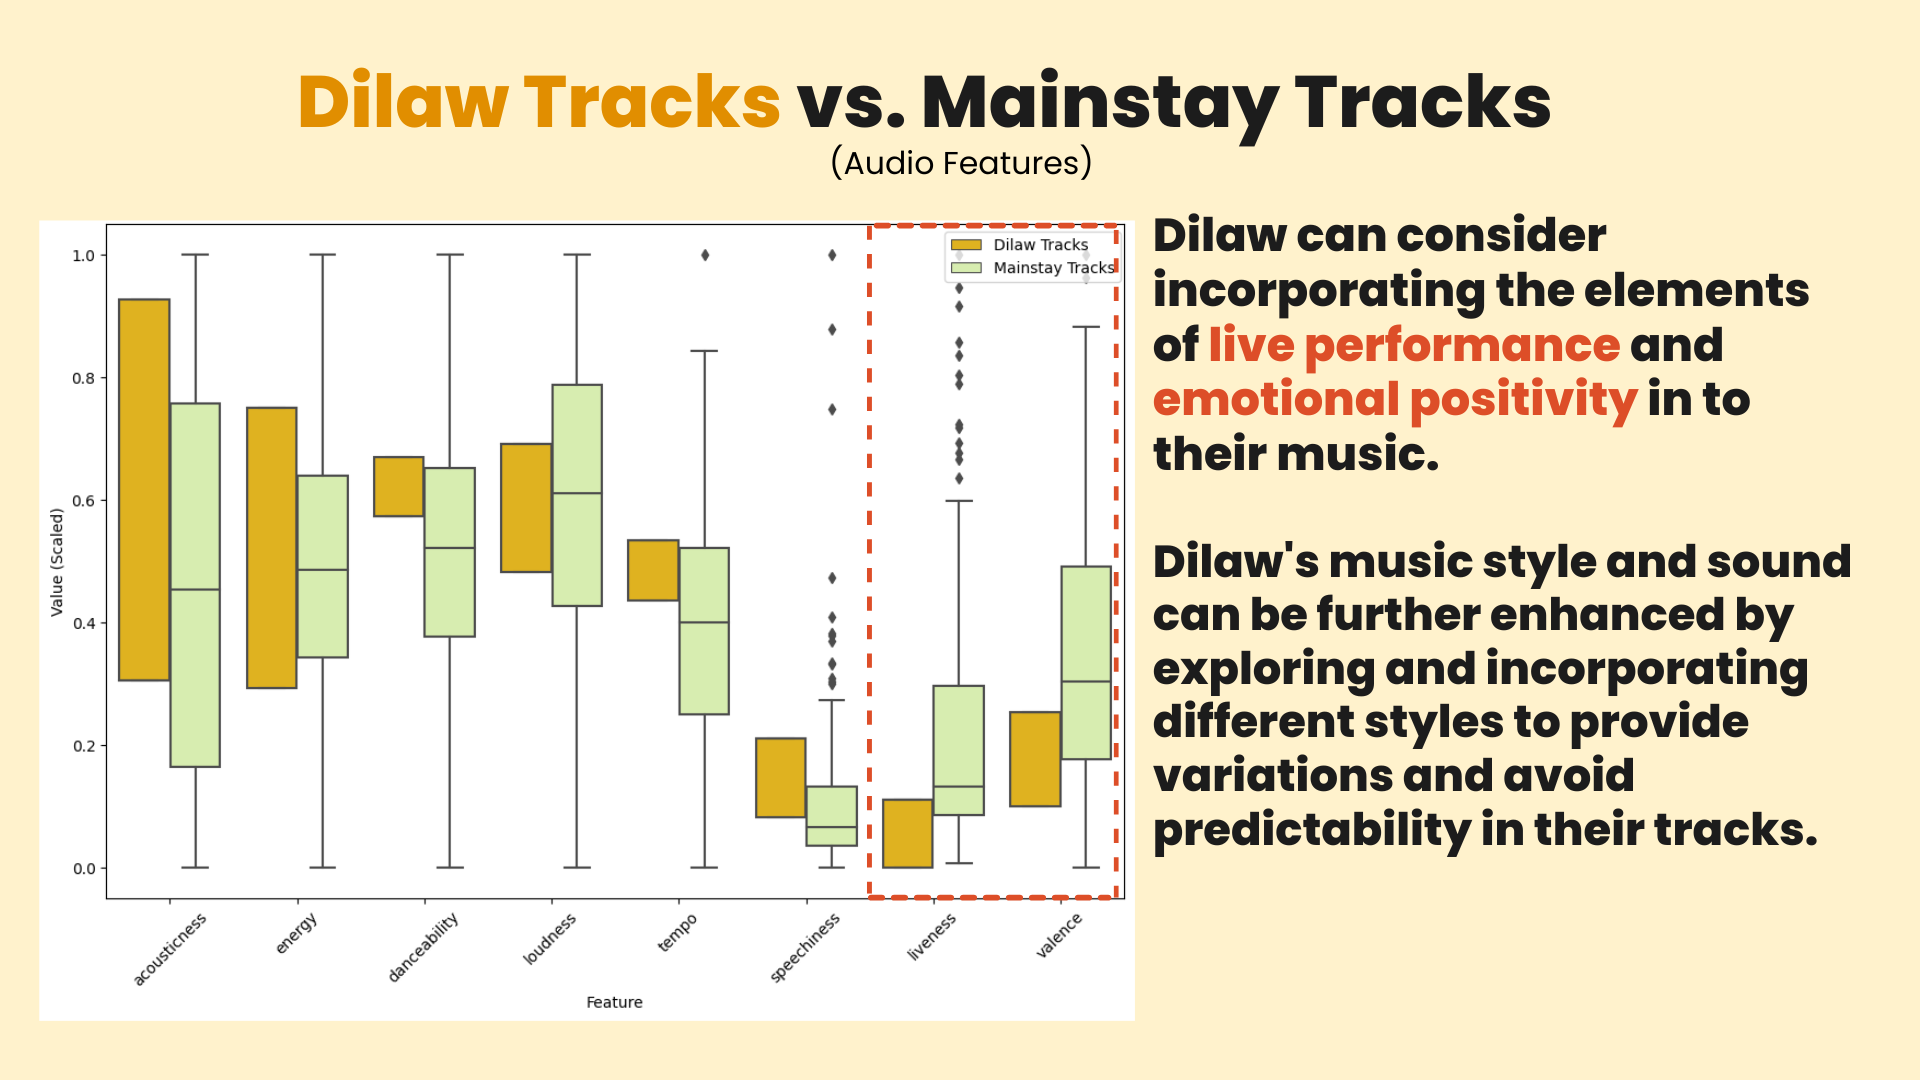 Dilaw Tracks vs. Mainstay Tracks
(Audio Features)
Dilaw Tracks
Mainstay Tracks
1.0
0.8
0.6
0.4
0.2
0.0
Value (Scaled)
acousticness
energy
danceability
loudness
tempo
speechiness
liveness
valence
Feature
Dilaw can consider
incorporating the elements
of live performance and
emotional positivity in to
their music.
Dilaw's music style and sound
can be further enhanced by
exploring and incorporating
different styles to provide
variations and avoid
predictability in their tracks.